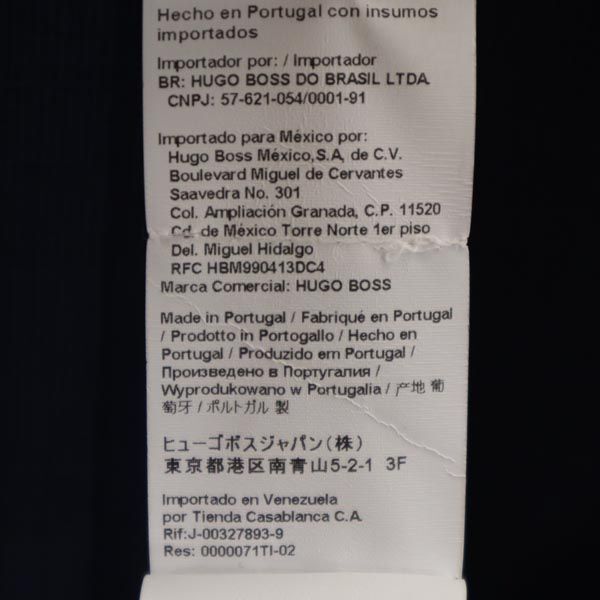 Hecho en Portugal con insumos
importados
Importador por: / Importador
BR: HUGO BOSS DO BRASIL LTDA.
CNPJ: 57-621-054/0001-91
Importado para México por:
Hugo Boss México,S.A, de C.V.
Boulevard Miguel de Cervantes
Saavedra No. 301
Col. Ampliación Granada, C.P. 11520
Cd. de México Torre Norte 1er piso
Del. Miguel Hidalgo
RFC HBM990413DC4
Marca Comercial: HUGO BOSS
Made in Portugal / Fabriqué en Portugal
/ Prodotto in Portogallo / Hecho en
Portugal / Produzido em Portugal /
Произведено в Португалия /
Wyprodukowano w Portugalia / 产地 葡
萄牙 / ポルトガル 製
ヒューゴボスジャパン(株)
東京都港区南青山5-2-1 3F
Importado en Venezuela
por Tienda Casablanca C.A.
Rif:J-00327893-9
Res: 0000071TI-02